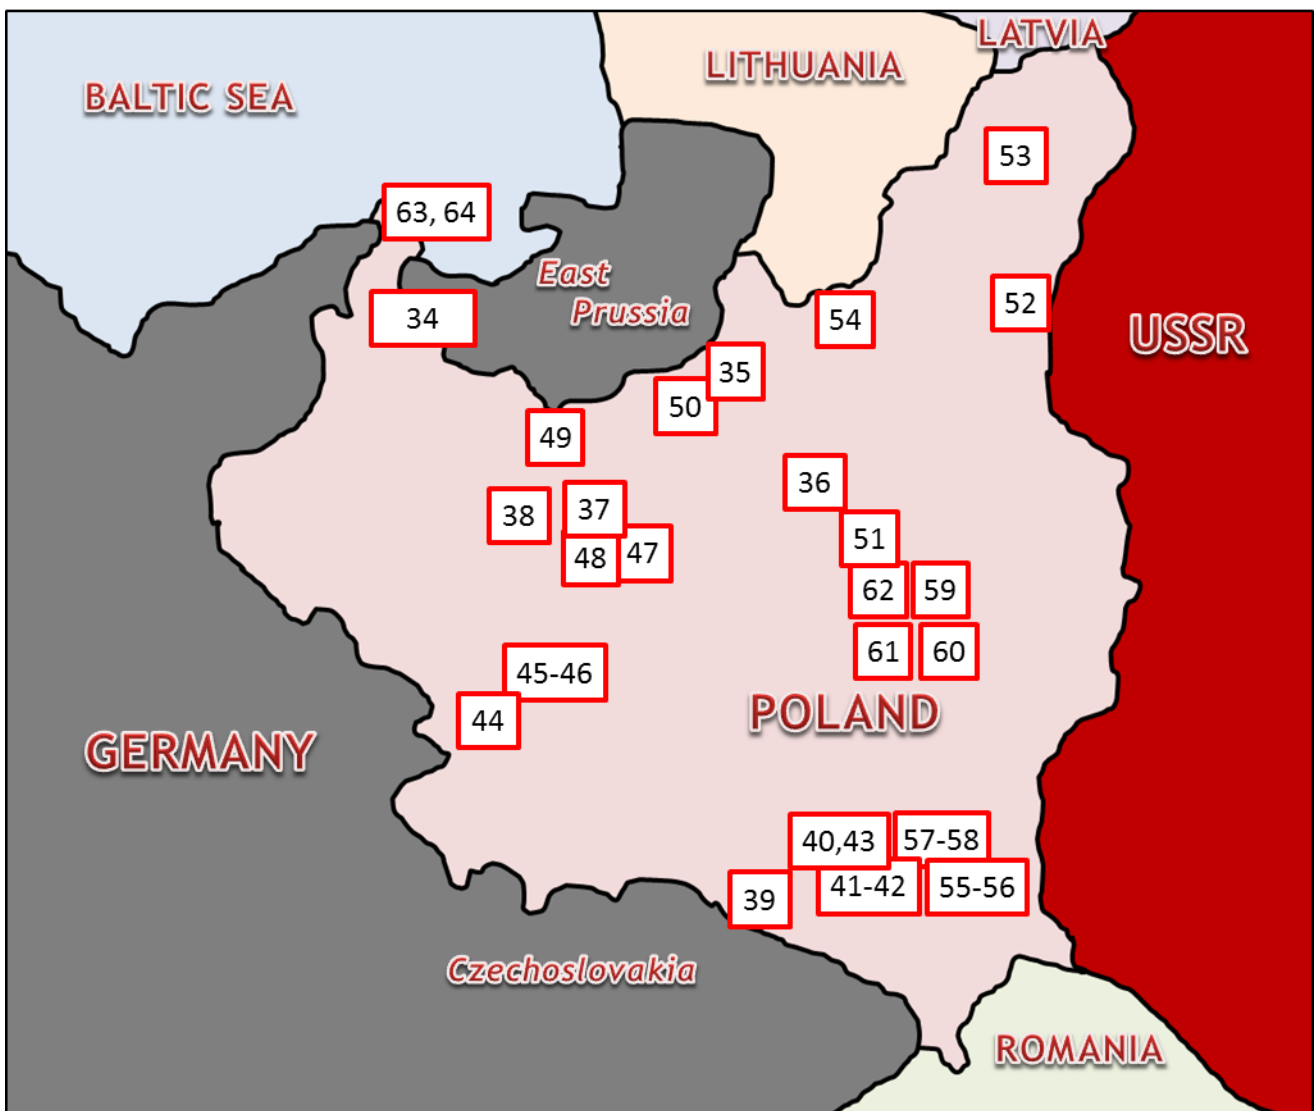 LATVIA
LITHUANIA
BALTIC SEA
53
63, 64
East
Prussia
52
34
54
USSR
35
50
49
36
38
37
51
48
47
62
59
61
60
45-46
44
POLAND
GERMANY
40,43
57-58
41-42
55-56
39
Czechoslovakia
ROMANIA